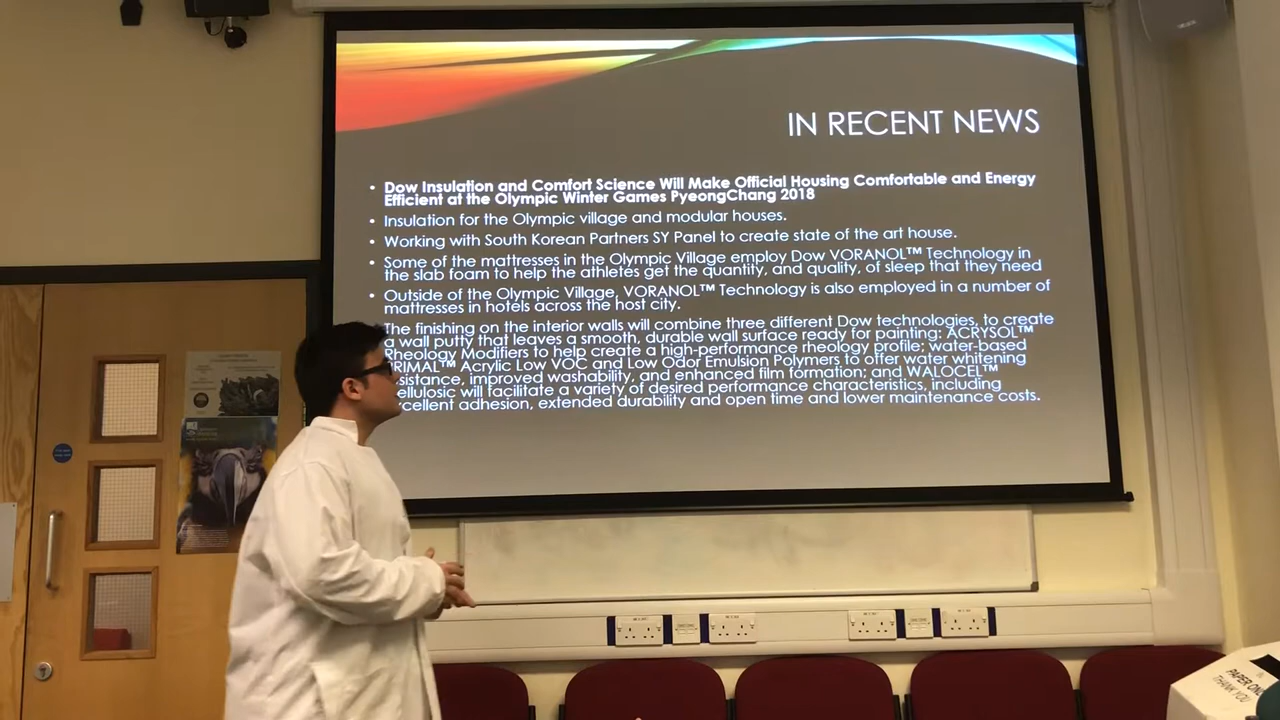 IN RECENT NEWS
• Dow Insulation and Comfort Science Will Make Official Housing Comfortable and Energy
Efficient at the Olympic Winter Games PyeongChang 2018
• Insulation for the Olympic village and modular houses.
• Working with South Korean Partners SY Panel to create state of the art house.
• Some of the mattresses in the Olympic Village employ Dow VORANOL™ Technology in
the slab foam to help the athletes get the quantity, and quality, of sleep that they need
• Outside of the Olympic Village, VORANOL™ Technology is also employed in a number of
mattresses in hotels across the host city.
The finishing on the interior walls will combine three different Dow technologies, to create
a wall putty that leaves a smooth, durable wall surface ready for painting: ACRYSOL™
Rheology Modifiers to help create a high-performance rheology profile; water-based
RIMAL™ Acrylic Low VOC and Low Odor Emulsion Polymers to offer water whitening
sistance, improved washability, and enhanced film formation; and WALOCEL™
ellulosic will facilitate a variety of desired performance characteristics, including
cellent adhesion, extended durability and open time and lower maintenance costs.
PAPER ON
THANK YOU